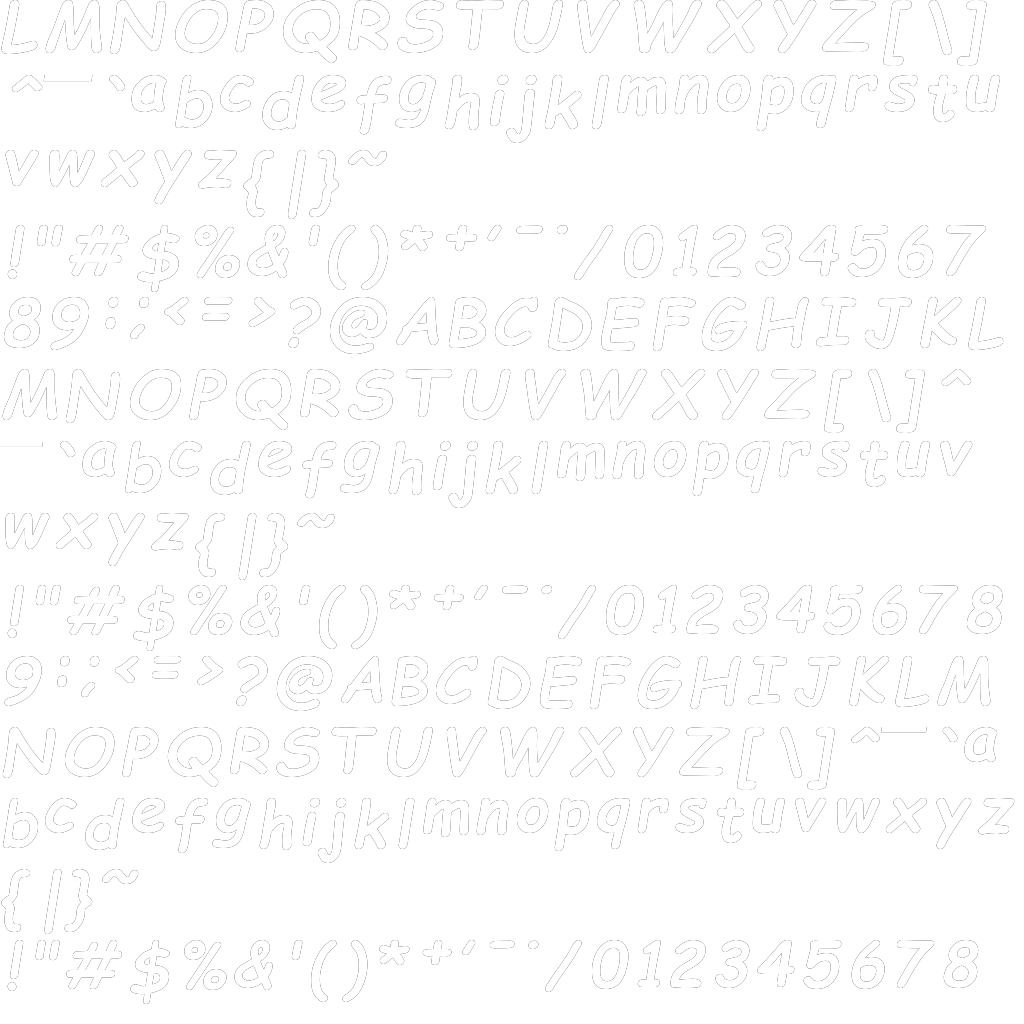 LMNOPQRSTUVWXYZ[\]
^_`abcdefghijklmnopqrstu
vwxyz{|}~
!"#$%&'()*+,-./01234567
89:;<=>?@ABCDEFGHIJKL
MNOPQRSTUVWXYZ[\]^
_`abcdefghijklmnopqrstuv
wxyz{|}~
!"#$%&'()*+,-./012345678
9:;<=>?@ABCDEFGHIJKLM
NOPQRSTUVWXYZ[\]^_`a
bcdefghijklmnopqrstuvwxyz
{|}~
!"#$%&'()*+,-./012345678